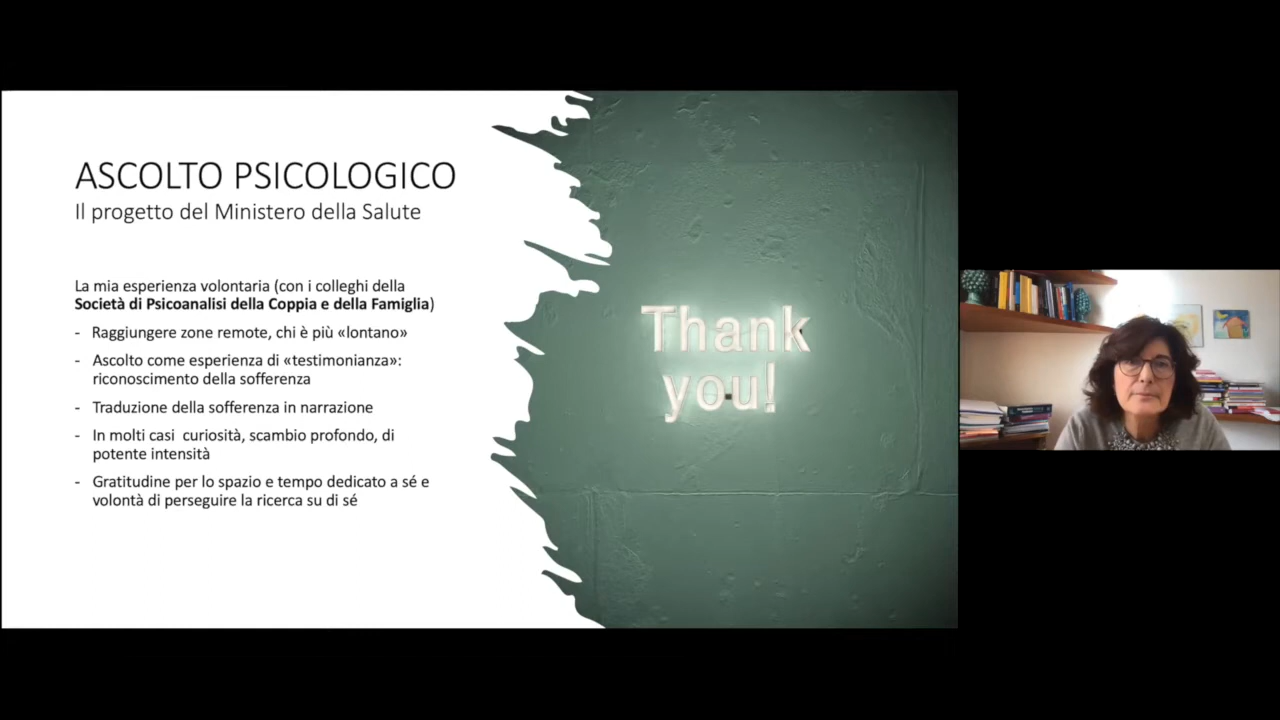 ASCOLTO PSICOLOGICO
Il progetto del Ministero della Salute
La mia esperienza volontaria (con i colleghi della
Società di Psicoanalisi della Coppia e della Famiglia)
- Raggiungere zone remote, chi è più «lontano»
- Ascolto come esperienza di «testimonianza»:
riconoscimento della sofferenza
- Traduzione della sofferenza in narrazione
- In molti casi  curiosità, scambio profondo, di
potente intensità
- Gratitudine per lo spazio e tempo dedicato a sé e
volontà di perseguire la ricerca su di sé
Thank
you!